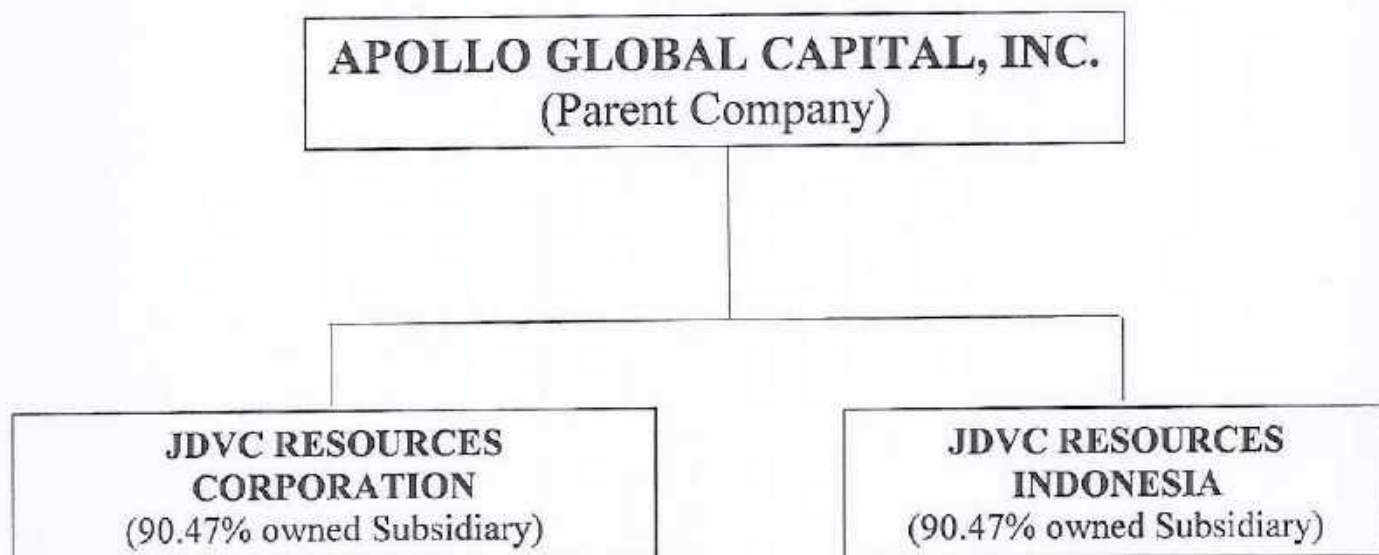 APOLLO GLOBAL CAPITAL, INC.
(Parent Company)
JDVC RESOURCES
CORPORATION
(90.47% owned Subsidiary)
JDVC RESOURCES
INDONESIA
(90.47% owned Subsidiary)